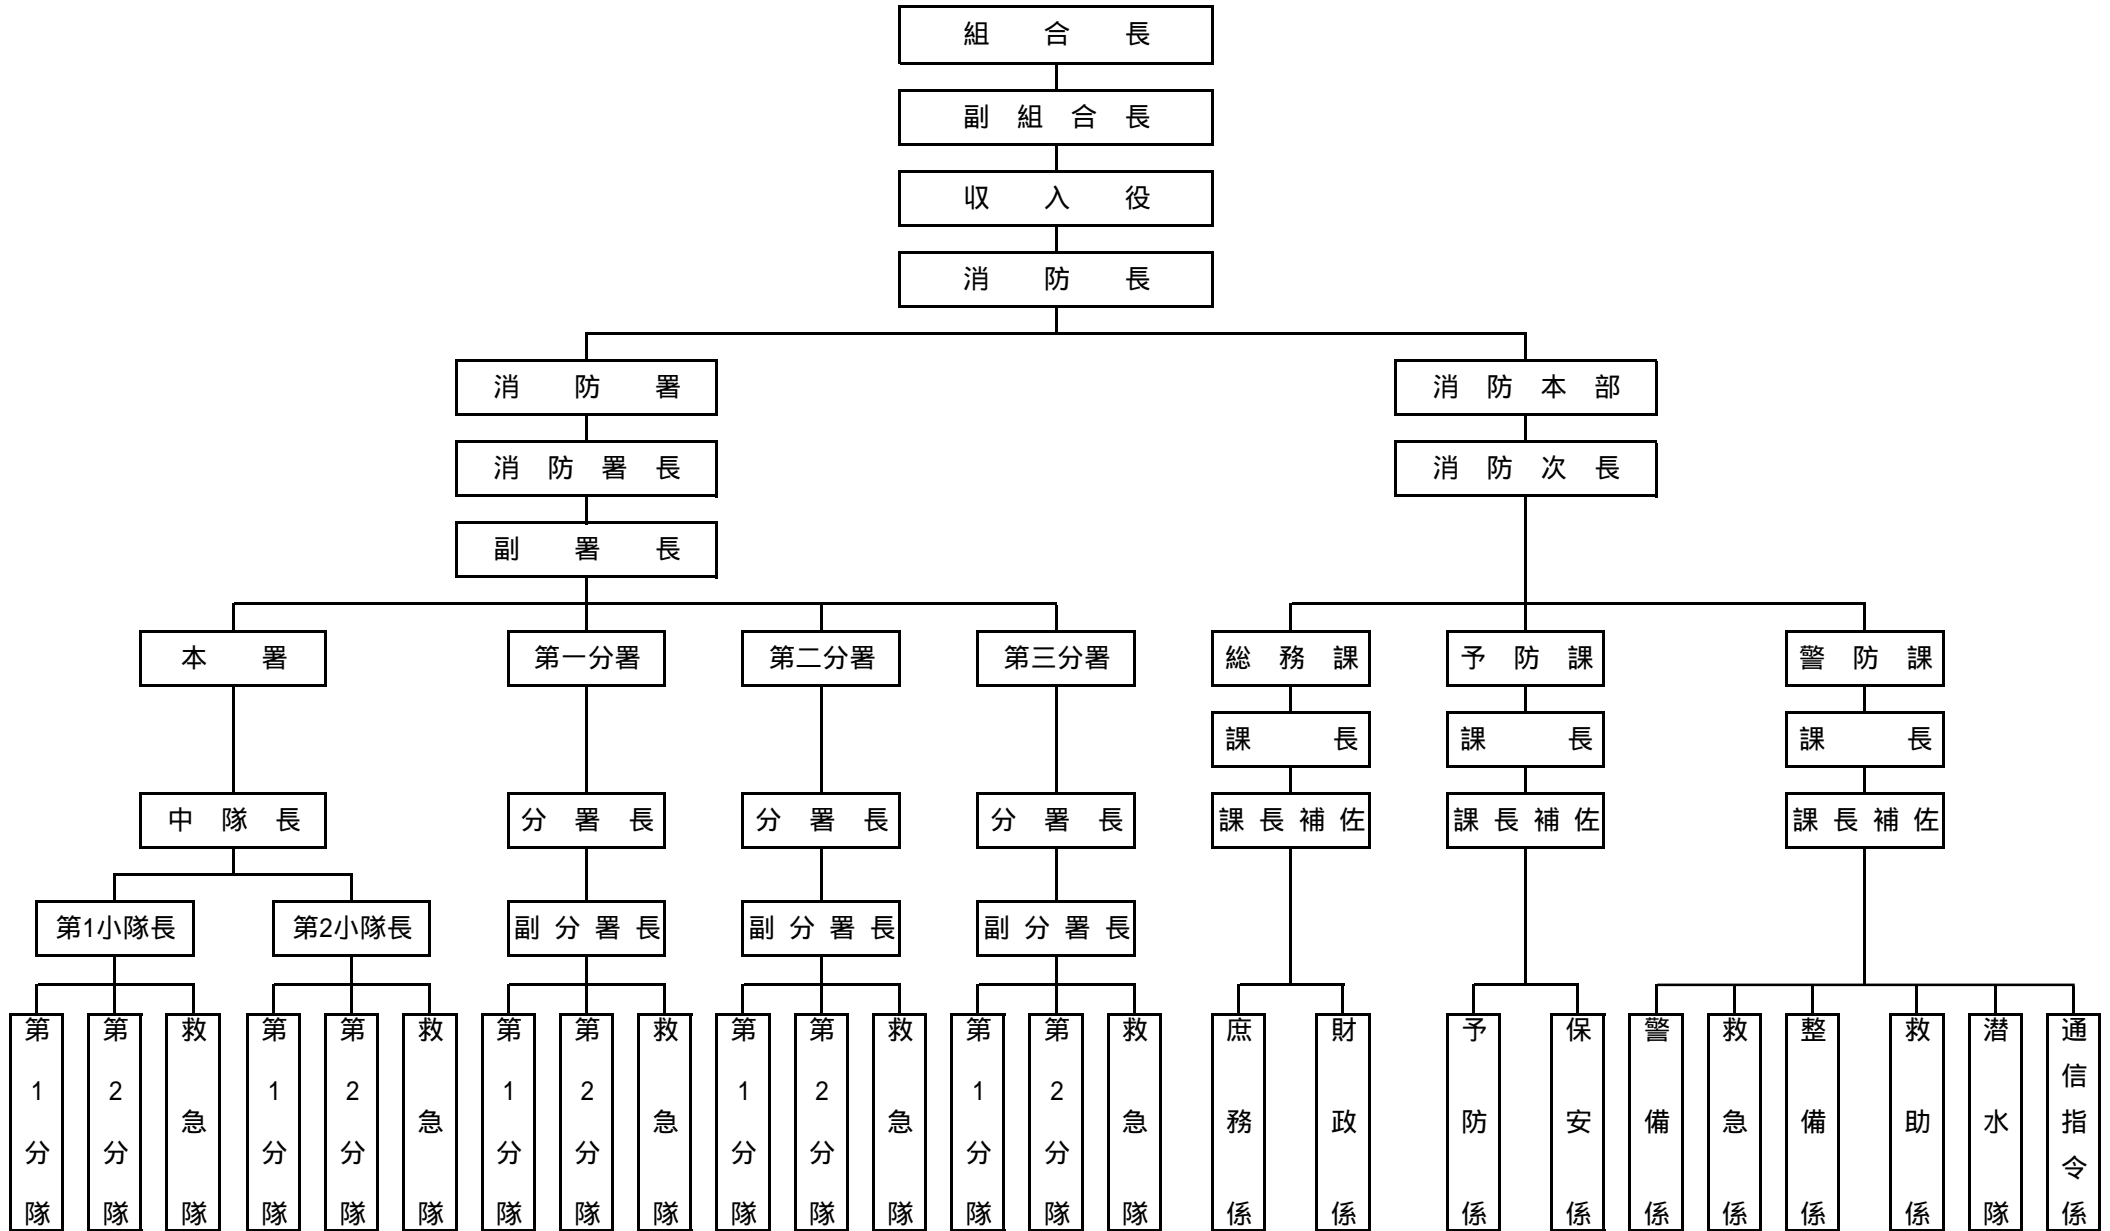 組合長
副組合長
収入役
消防長
消防署 消防本部
消防署長 消防次長
副署長
本署 第一分署 第二分署 第三分署 総務課 予防課 警防課
課長 課長 課長
中隊長 分署長 分署長 分署長 課長補佐 課長補佐 課長補佐
第1小隊長 第2小隊長 副分署長 副分署長 副分署長
第1分隊
第2分隊
救急隊
第1分隊
第2分隊
救急隊
第1分隊
第2分隊
救急隊
第1分隊
第2分隊
救急隊
第1分隊
第2分隊
救急隊
庶務係
財政係
予防係
保安係
警備係
救急係
整備係
救助係
潜水隊
通信指令係